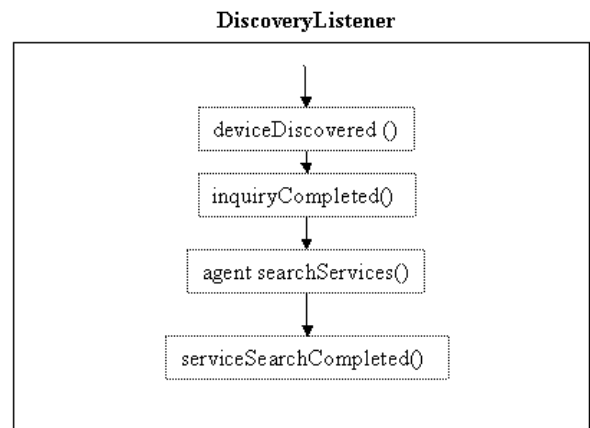 DiscoveryListener
deviceDiscovered ()
inquiryCompleted()
agent searchServices()
serviceSearchCompleted()